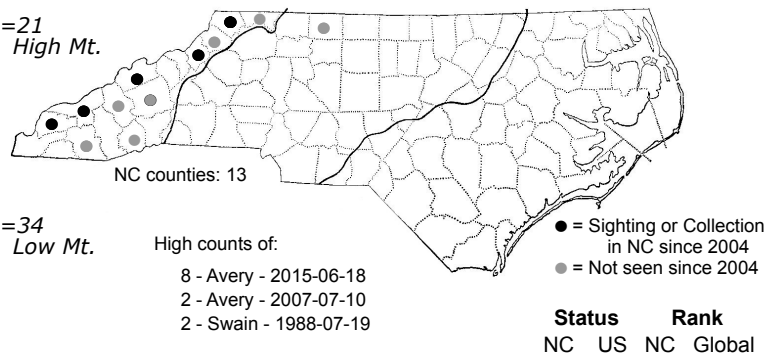 =21
High Mt.
NC counties: 13
=34
Low Mt.
High counts of:
8 - Avery - 2015-06-18
2 - Avery - 2007-07-10
2 - Swain - 1988-07-19
= Sighting or Collection
in NC since 2004
= Not seen since 2004
Status Rank
NC US NC Global